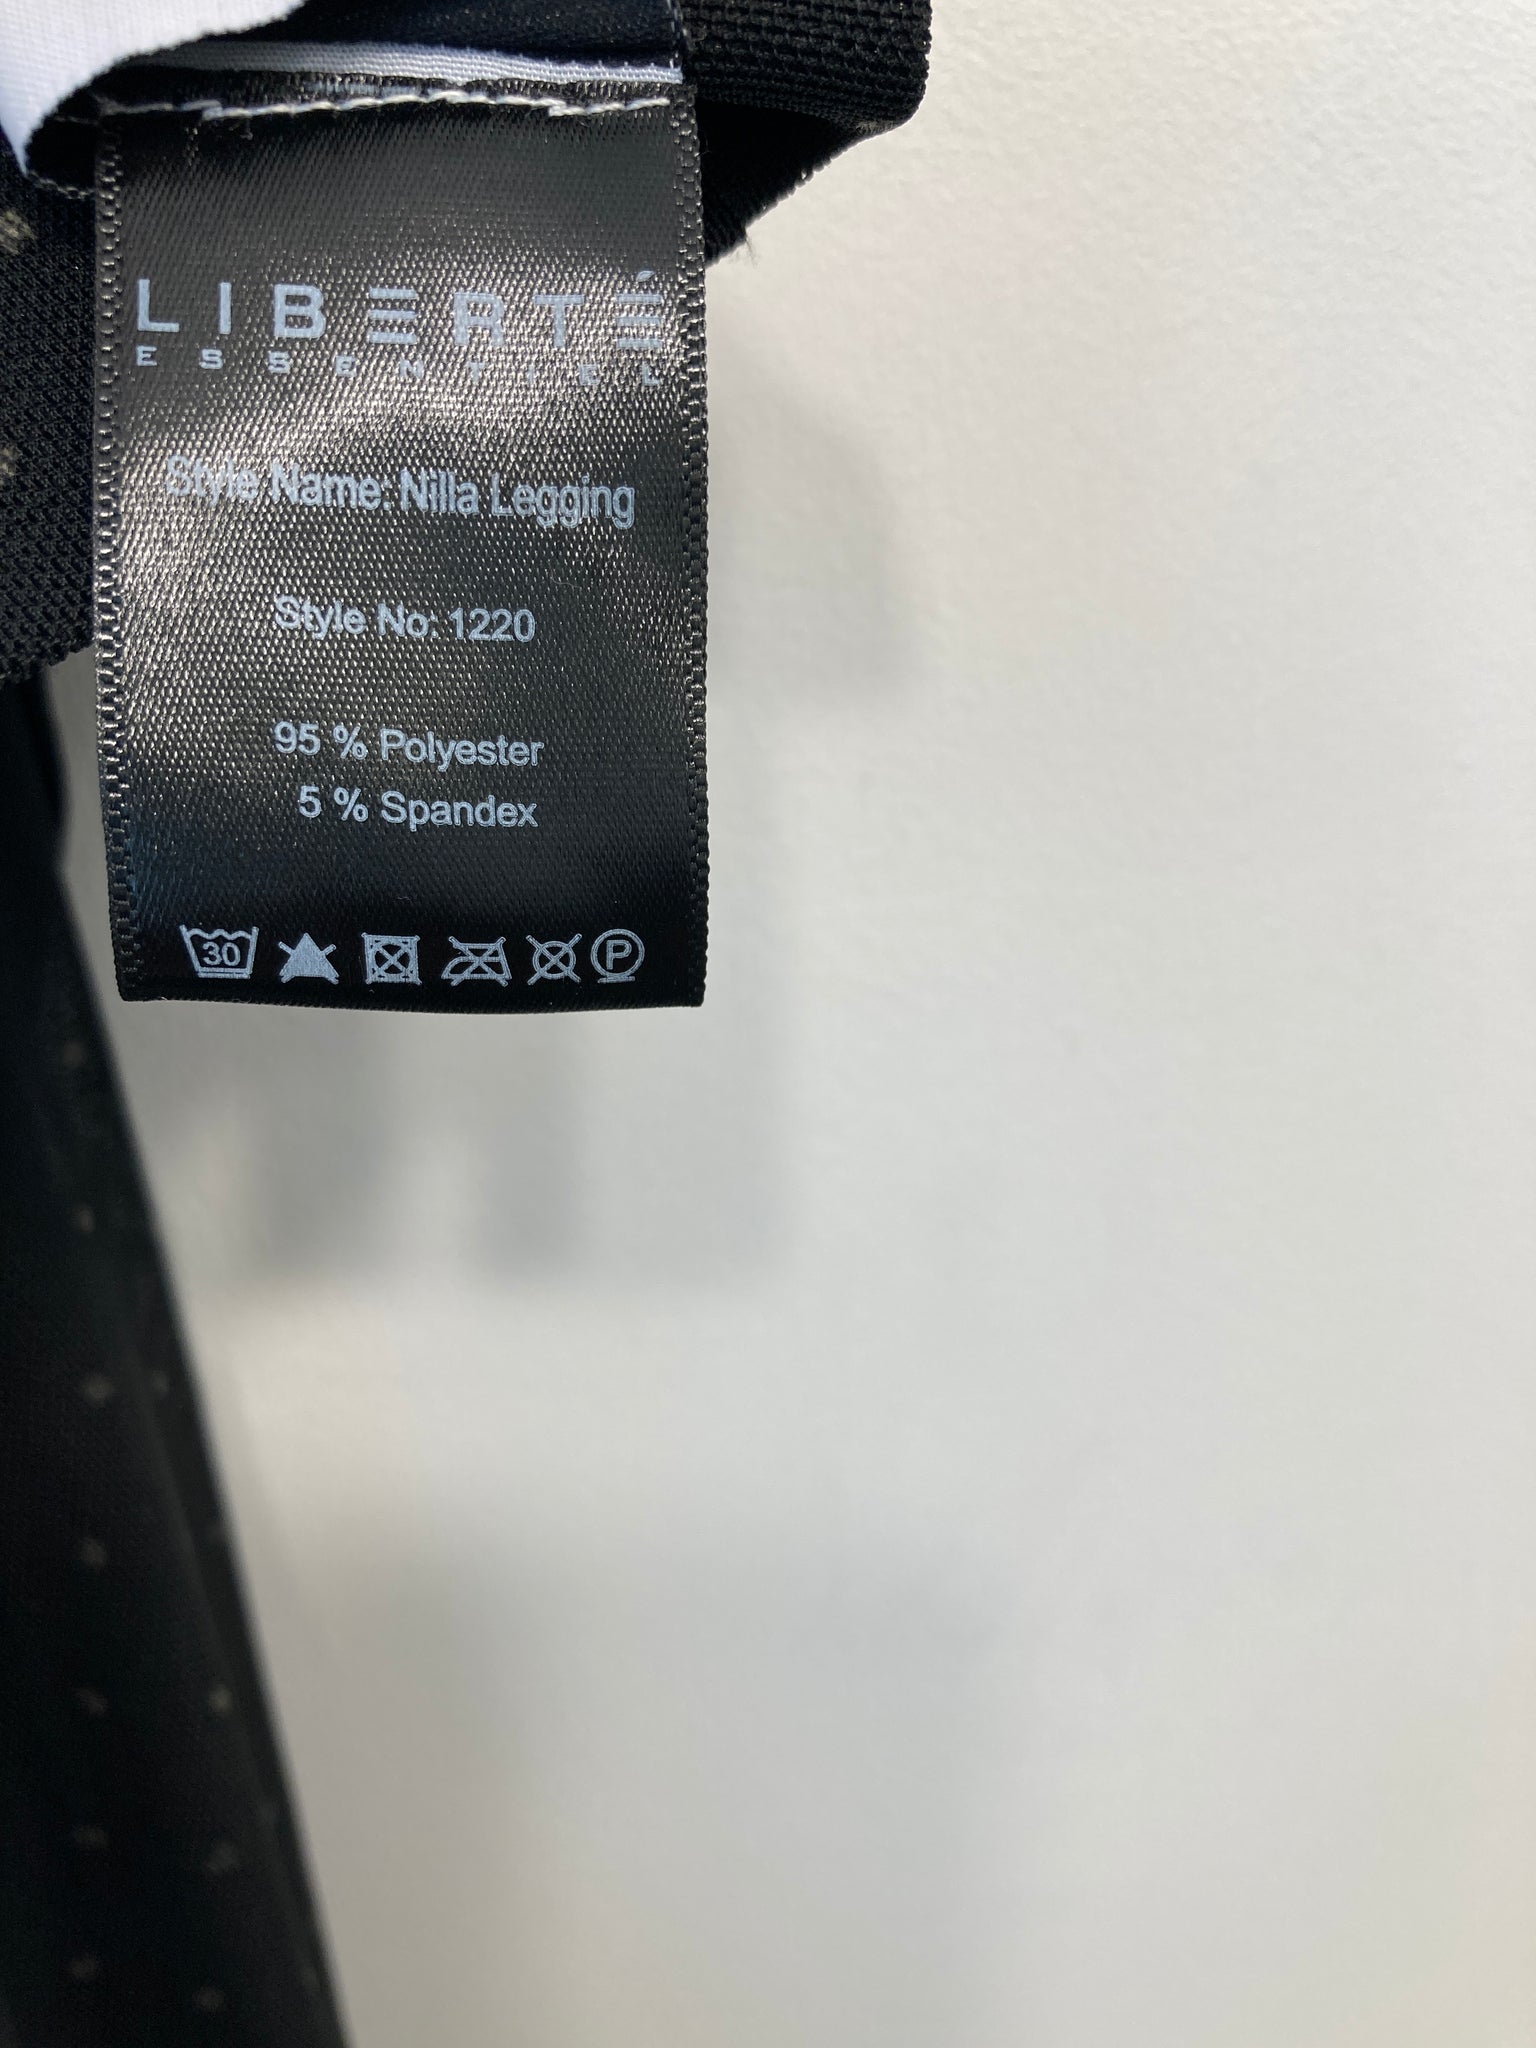 LIBERTÉ
ESSENTIEL
Style Name: Nilla Legging
Style No: 1220
95 % Polyester
5 % Spandex
30 P